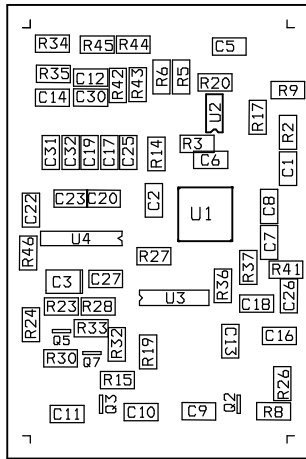 R34 R45 R44 C5
R35 C12 R42 R43 R6 R5 R20 R9
C14 C30 U2 R17 R2
C31 C32 C19 C17 C25 R14 R3 C6 C1
C22 C23 C20 C2 U1 C8
R46 U4 R27 C7
C3 C27 U3 R36 R37 R41
R24 R23 R28 C18 C26
Q5 R33 R32 R19 C13 C16
R30 Q7
R15 R26
C11 Q3 C10 C9 Q2 R8